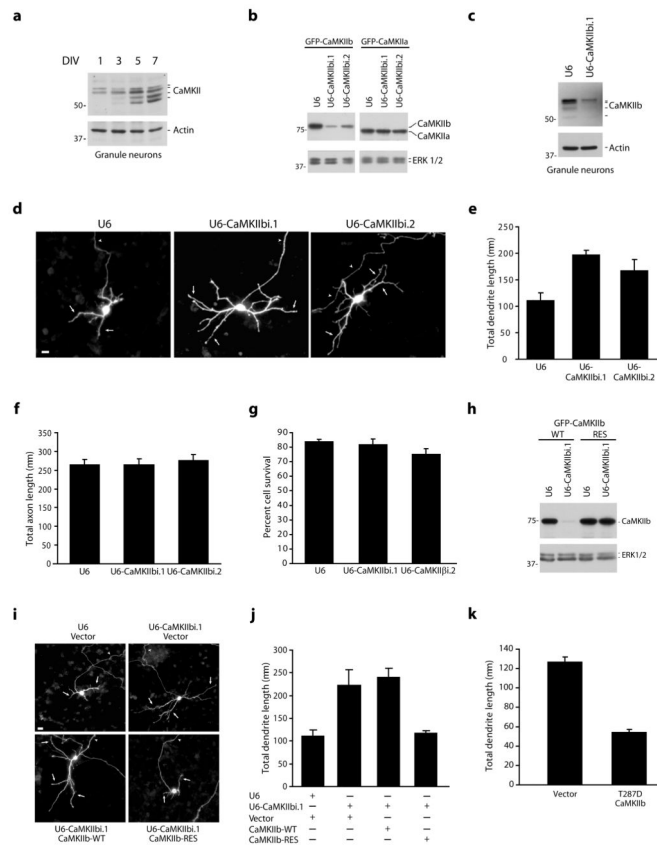 a
DIV 1 3 5 7
CaMKII
50-
Actin
37-
Granule neurons
b
GFP-CaMKIIb GFP-CaMKIIa
U6
U6-CaMKIIbi.1
U6-CaMKIIbi.2
U6
U6-CaMKIIbi.1
U6-CaMKIIbi.2
75-
CaMKIIb
CaMKIIa
ERK 1/2
37-
c
U6
U6-CaMKIIbi.1
CaMKIIb
50-
Actin
37-
Granule neurons
d
U6 U6-CaMKIIbi.1 U6-CaMKIIbi.2
e
Total dendrite length (mm)
250
200
150
100
50
0
U6 U6-CaMKIIbi.1 U6-CaMKIIbi.2
f
Total axon length (mm)
400
350
300
250
200
150
100
50
0
U6 U6-CaMKIIbi.1 U6-CaMKIIbi.2
g
Percent cell survival
90
80
70
60
50
40
30
20
10
0
U6 U6-CaMKIIbi.1 U6-CaMKIIβi.2
h
GFP-CaMKIIb
WT RES
U6
U6-CaMKIIbi.1
U6
U6-CaMKIIbi.1
75-
CaMKIIb
ERK1/2
37-
i
U6 Vector
U6-CaMKIIbi.1 Vector
U6-CaMKIIbi.1 CaMKIIb-WT
U6-CaMKIIbi.1 CaMKIIb-RES
j
Total dendrite length (mm)
300
250
200
150
100
50
0
U6 + – – –
U6-CaMKIIbi.1 – + + +
Vector + + – –
CaMKIIb-WT – – + –
CaMKIIb-RES – – – +
k
Total dendrite length (mm)
140
120
100
80
60
40
20
0
Vector T287D CaMKIIb